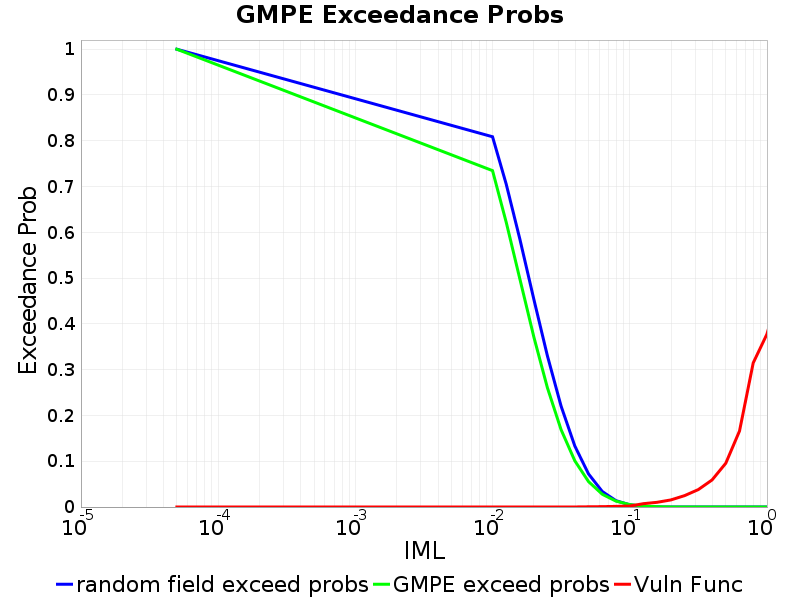 GMPE Exceedance Probs
Exceedance Prob
1
0.9
0.8
0.7
0.6
0.5
0.4
0.3
0.2
0.1
0
10^-5 10^-4 10^-3 10^-2 10^-1 10^0
IML
random field exceed probs GMPE exceed probs Vuln Func